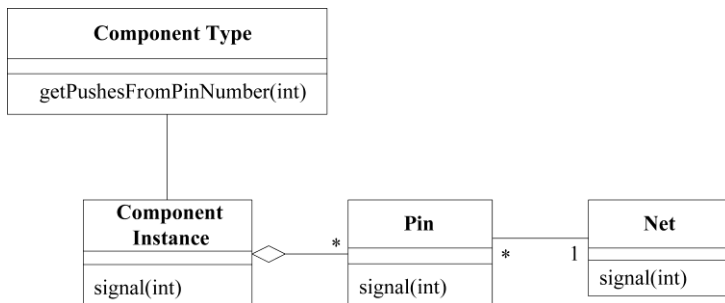 Component Type
getPushesFromPinNumber(int)
Component
Instance
signal(int)
*
Pin
signal(int)
*
1
Net
signal(int)